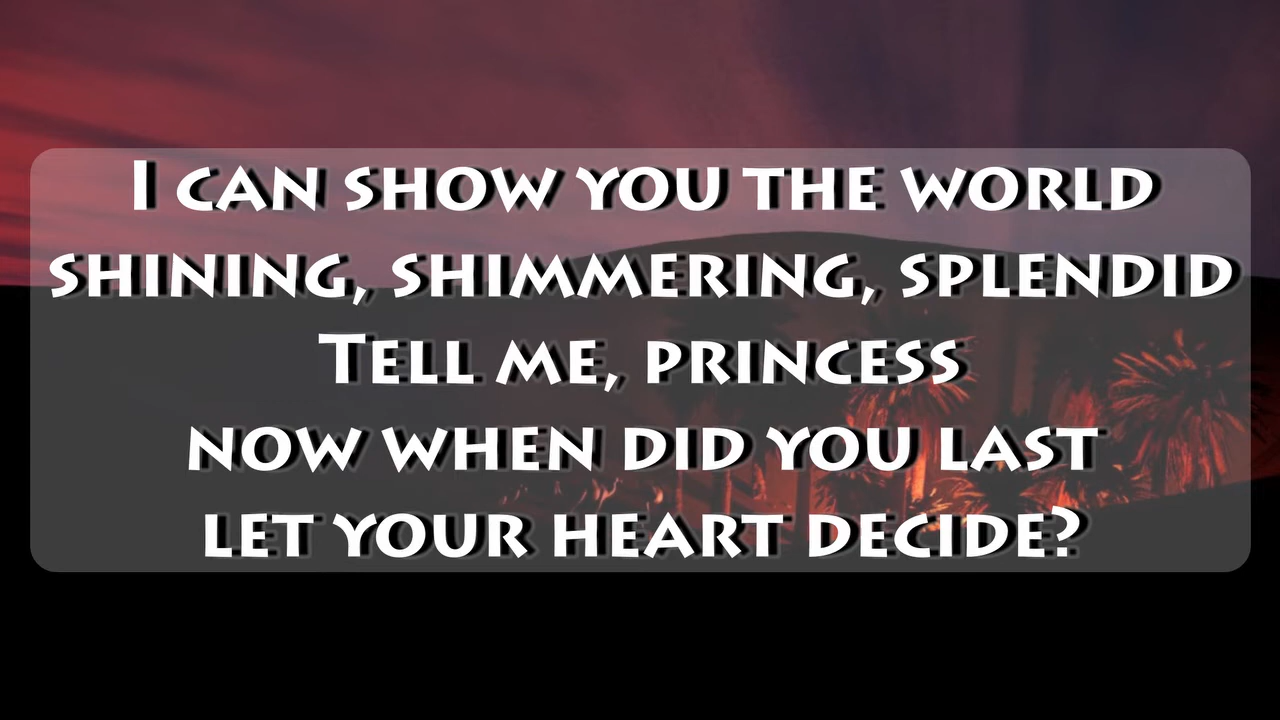 I can show you the world
shining, shimmering, splendid
Tell me, princess
now when did you last
let your heart decide?